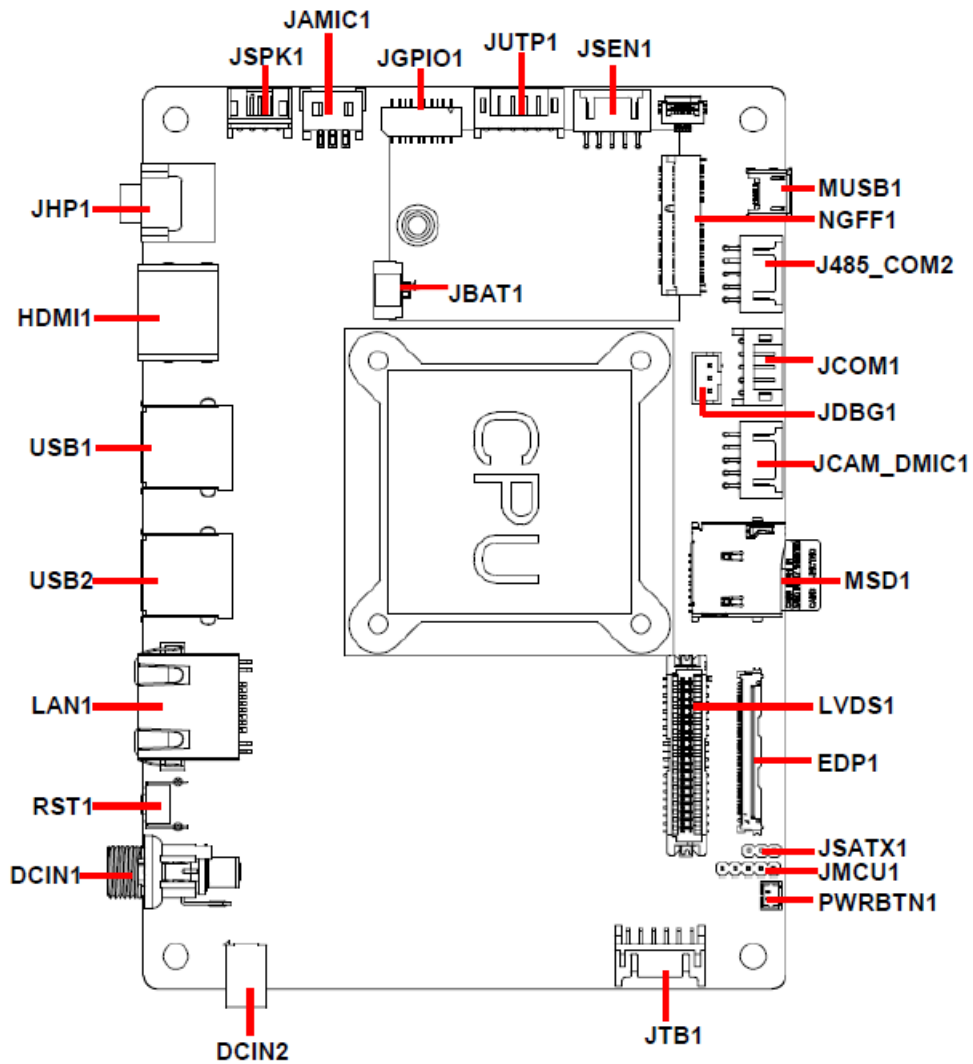 JAMIC1
JSPK1
JGPIO1
JUTP1
JSEN1
JHP1
MUSB1
NGFF1
J485_COM2
JBAT1
HDMI1
JCOM1
JDBG1
USB1
JCAM_DMIC1
CPU
USB2
MSD1
LAN1
LVDS1
EDP1
RST1
JSATX1
DCIN1
JMCU1
PWRBTN1
JTB1
DCIN2